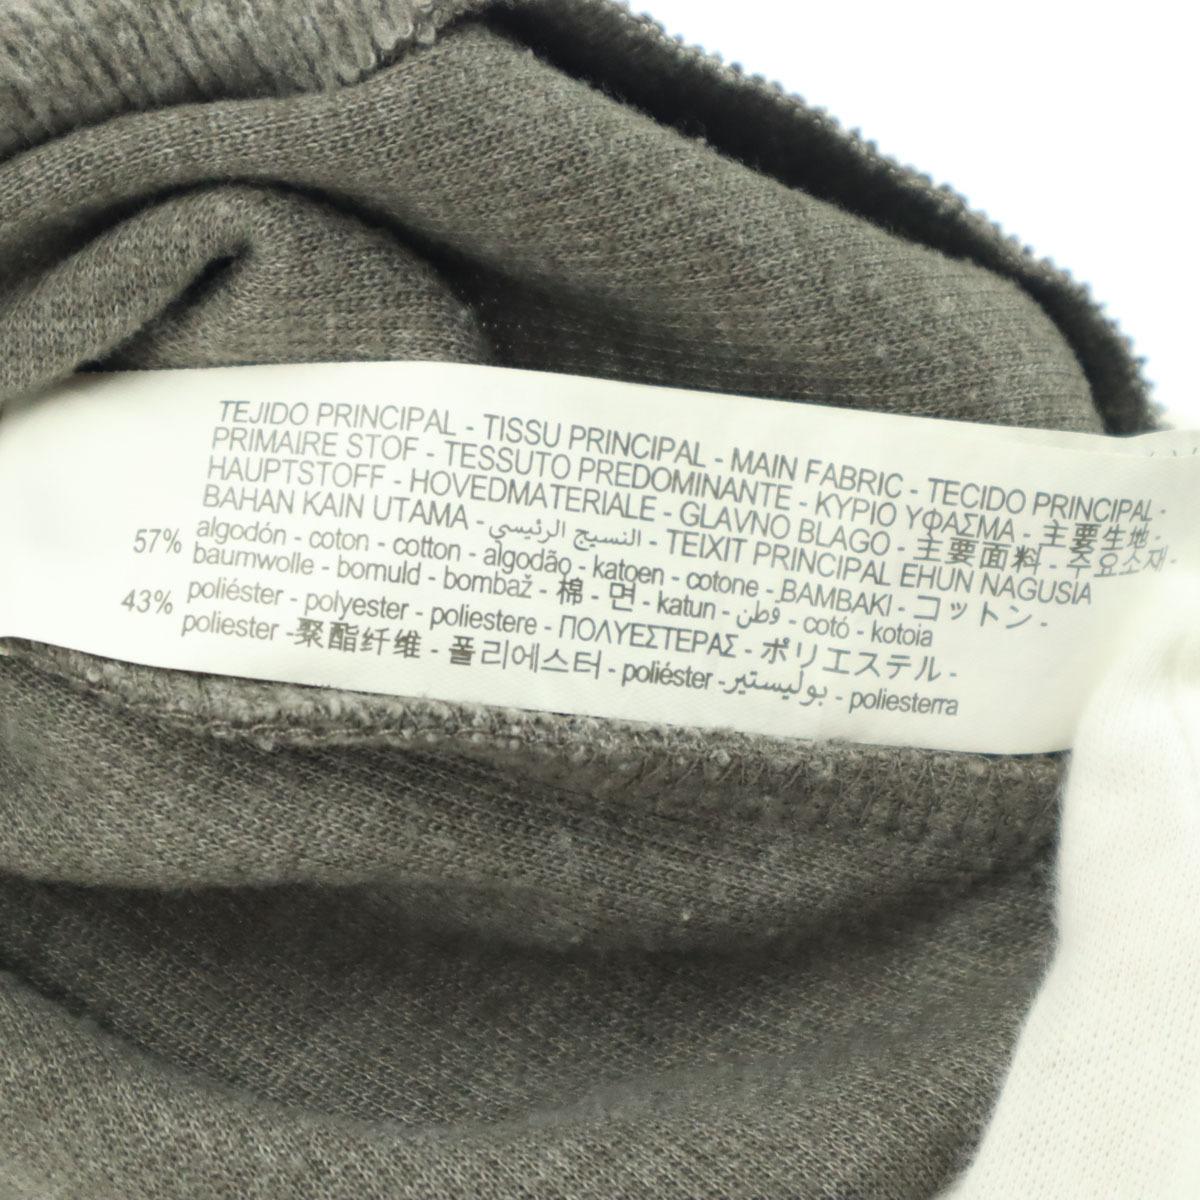 TEJIDO PRINCIPAL - TISSU PRINCIPAL - MAIN FABRIC - TECIDO PRINCIPAL -
PRIMAIRE STOF - TESSUTO PREDOMINANTE - ΚΥΡΙΟ ΥΦΑΣΜΑ - 主要生地 -
HAUPTSTOFF - HOVEDMATERIALE - GLAVNO BLAGO - 主要面料 - 주요소재 -
BAHAN KAIN UTAMA - النسيج الرئيسي - TEIXIT PRINCIPAL EHUN NAGUSIA
57% algodón - coton - cotton - algodão - katoen - cotone - BAMBAKI - コットン -
baumwolle - bomuld - bombaž - 棉 - 면 - katun - قطن - cotó - kotoia
43% poliéster - polyester - poliestere - ΠΟΛΥΕΣΤΕΡΑΣ - ポリエステル -
poliester - 聚酯纤维 - 폴리에스터 - poliéster - بوليستير - poliesterra